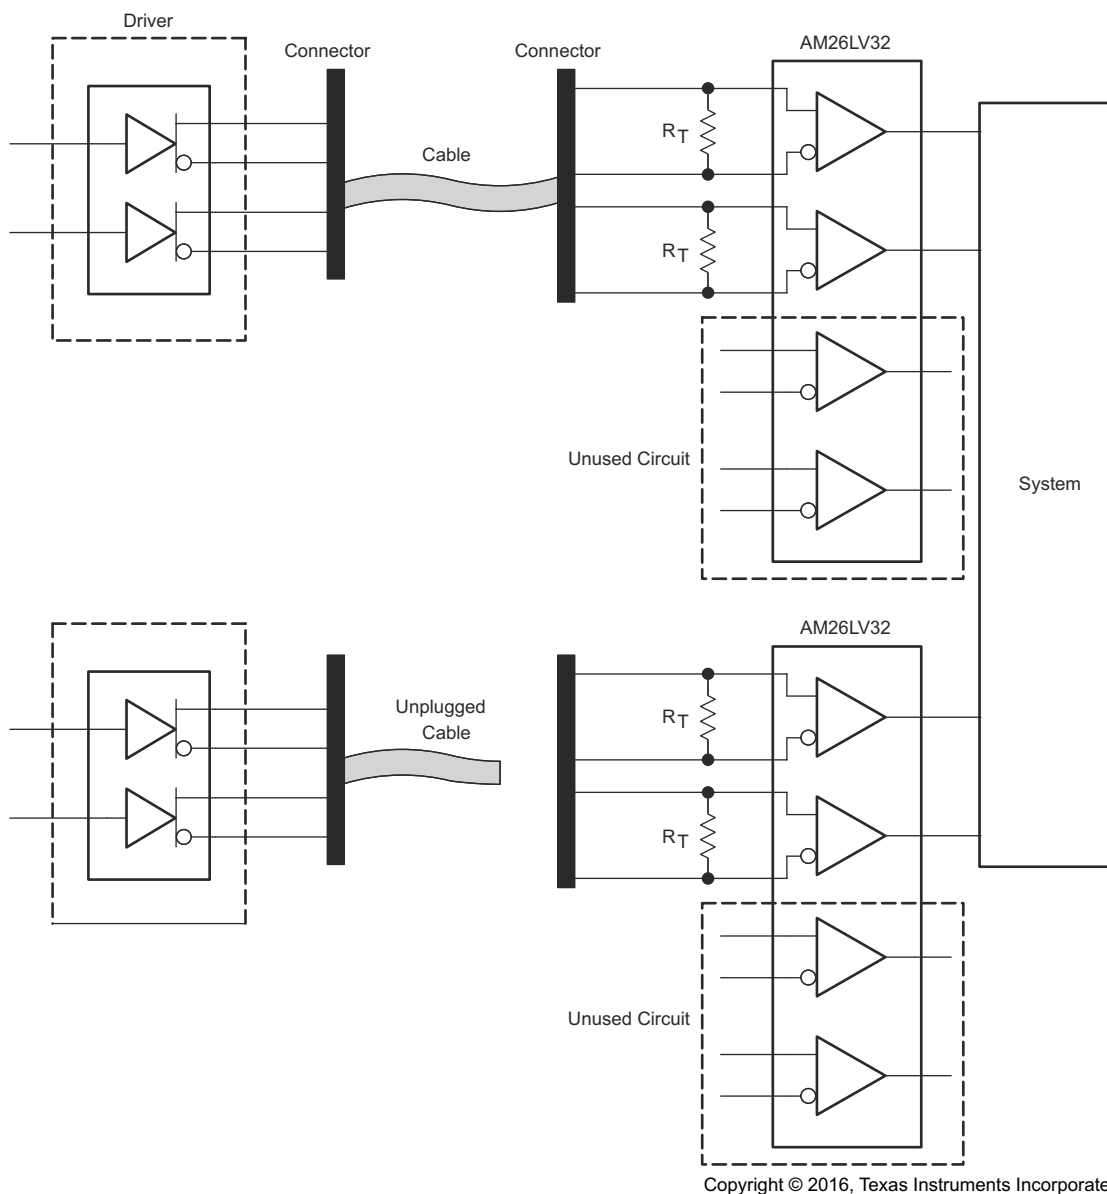 Driver
Connector
Connector
AM26LV32
Cable
RT
RT
Unused Circuit
System
AM26LV32
Unplugged
Cable
RT
RT
Unused Circuit
Copyright © 2016, Texas Instruments Incorporate